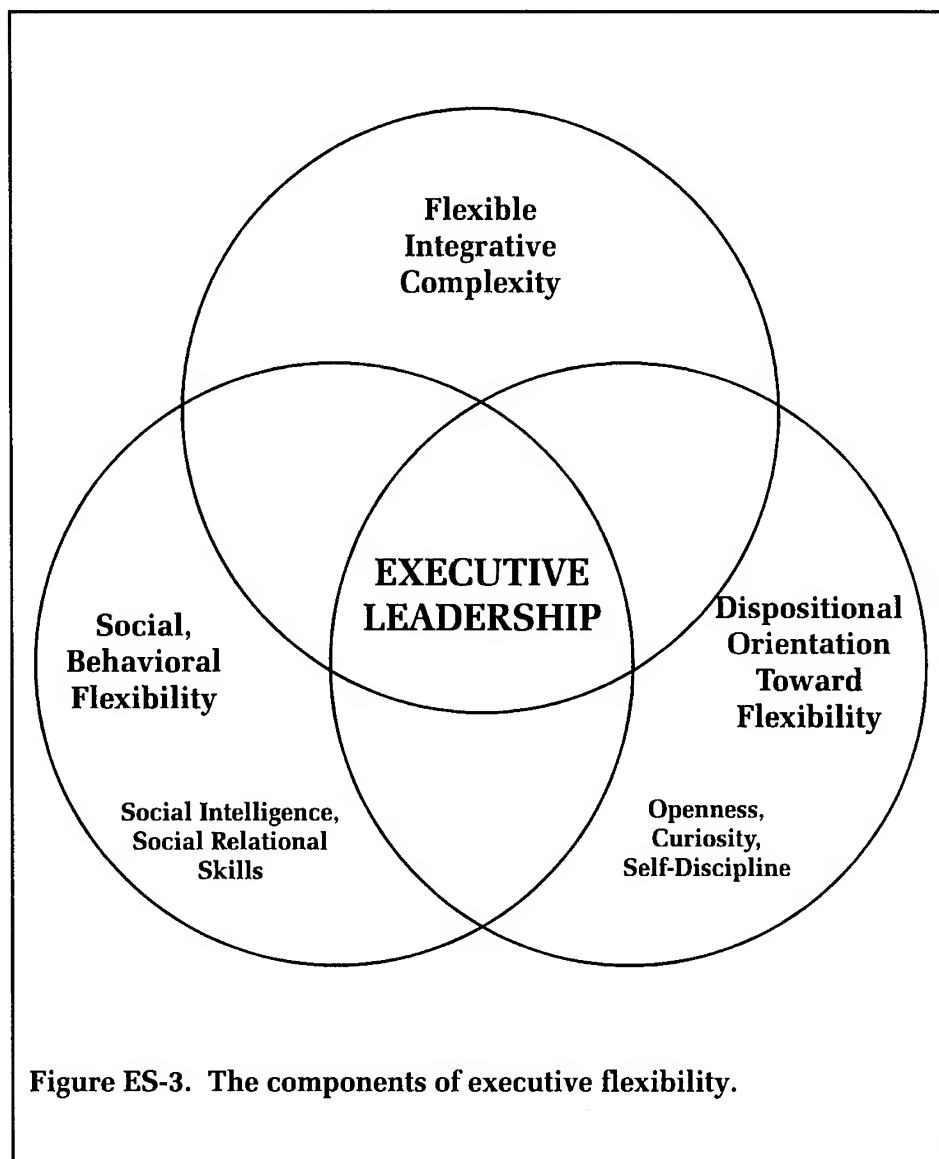 Flexible
Integrative
Complexity
EXECUTIVE
LEADERSHIP
Social,
Behavioral
Flexibility
Dispositional
Orientation
Toward
Flexibility
Social Intelligence,
Social Relational
Skills
Openness,
Curiosity,
Self-Discipline
Figure ES-3. The components of executive flexibility.